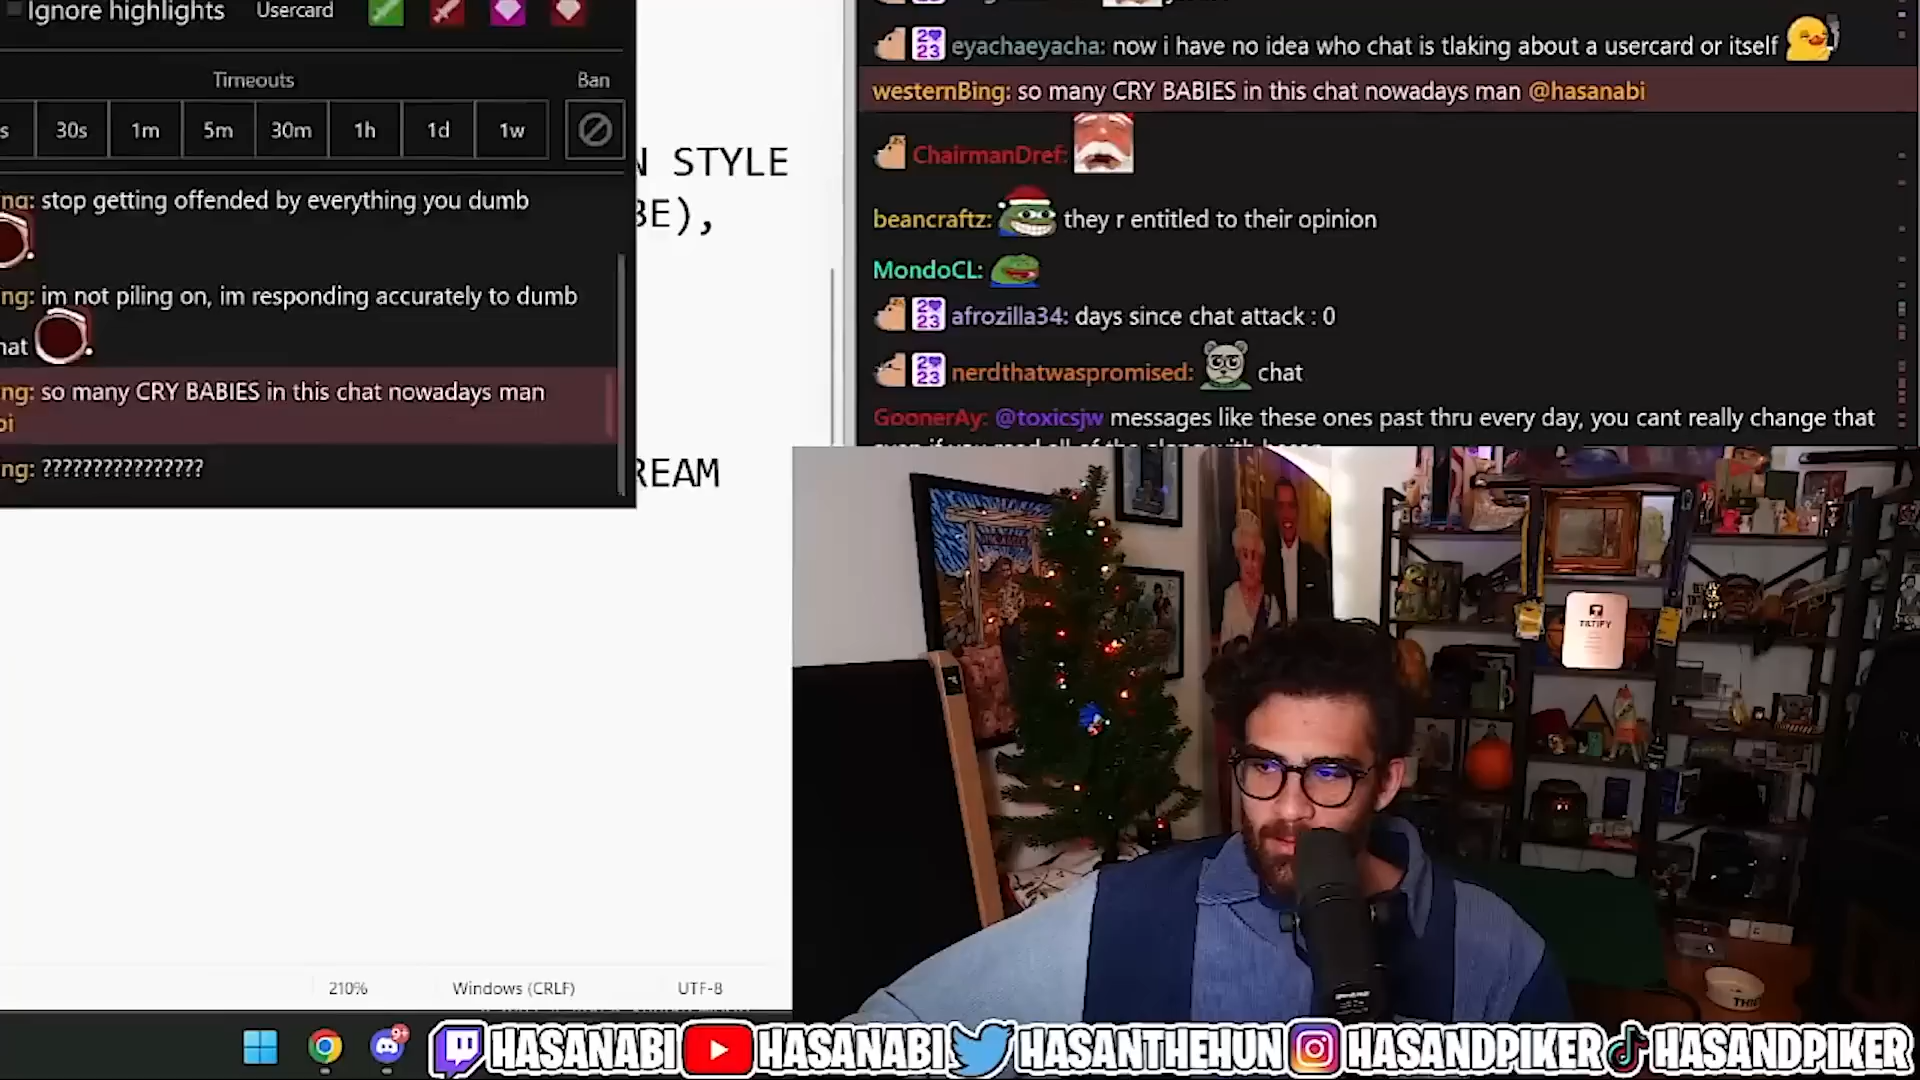 Ignore highlights Usercard
Timeouts Ban
s 30s 1m 5m 30m 1h 1d 1w
ng: stop getting offended by everything you dumb
ng: im not piling on, im responding accurately to dumb
hat
ng: so many CRY BABIES in this chat nowadays man
bi
ng: ????????????????
N STYLE
BE),
REAM
eyachaeyacha: now i have no idea who chat is tlaking about a usercard or itself
westernBing: so many CRY BABIES in this chat nowadays man @hasanabi
ChairmanDref:
beancraftz: they r entitled to their opinion
MondoCL:
afrozilla34: days since chat attack : 0
nerdthatwaspromised: chat
GoonerAy: @toxicsjw messages like these ones past thru every day, you cant really change that
TILTIFY
210% Windows (CRLF) UTF-8
HASANABI HASANABI HASANTHEHUN HASANDPIKER HASANDPIKER